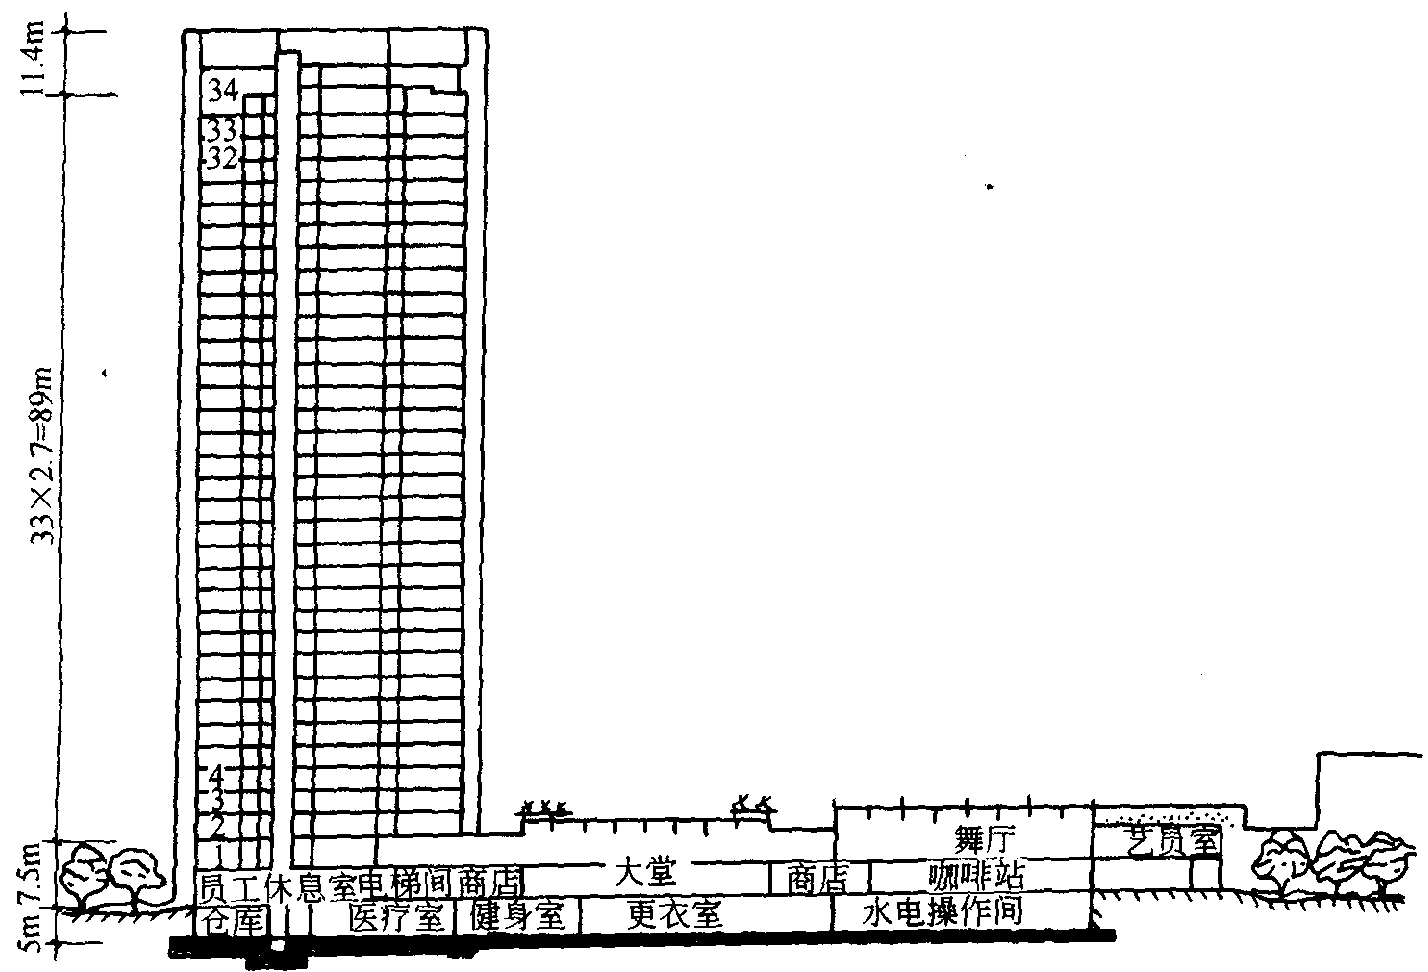 11.4m
34
33
32
33×2.7=89m
4
3
2
1
7.5m
5m
舞厅
艺员室
员工休息室
电梯间
商店
大堂
商店
咖啡站
仓库
医疗室
健身室
更衣室
水电操作间